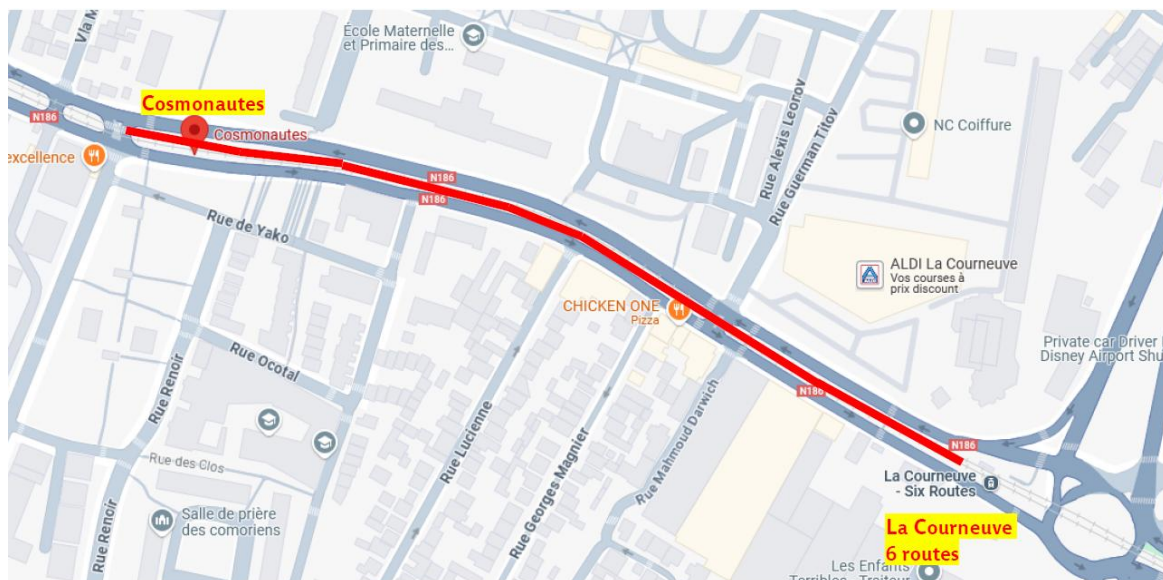 École Maternelle
et Primaire des...
Vla M
Cosmonautes
N186
Cosmonautes
NC Coiffure
excellence
N186
N186
Rue Alexis Leonov
Rue Guerman Titov
Rue de Yako
ALDI La Courneuve
Vos courses à
prix discount
CHICKEN ONE
Pizza
Private car Driver
Disney Airport Shu
Rue Ocotal
Rue Renoir
N186
Rue Lucienne
Rue Georges Magnier
Rue Mahmoud Darwich
N186
Rue des Clos
La Courneuve
- Six Routes
Rue Renoir
Salle de prière
des comoriens
La Courneuve
6 routes
Les Enfants
Terribles - Traiteur